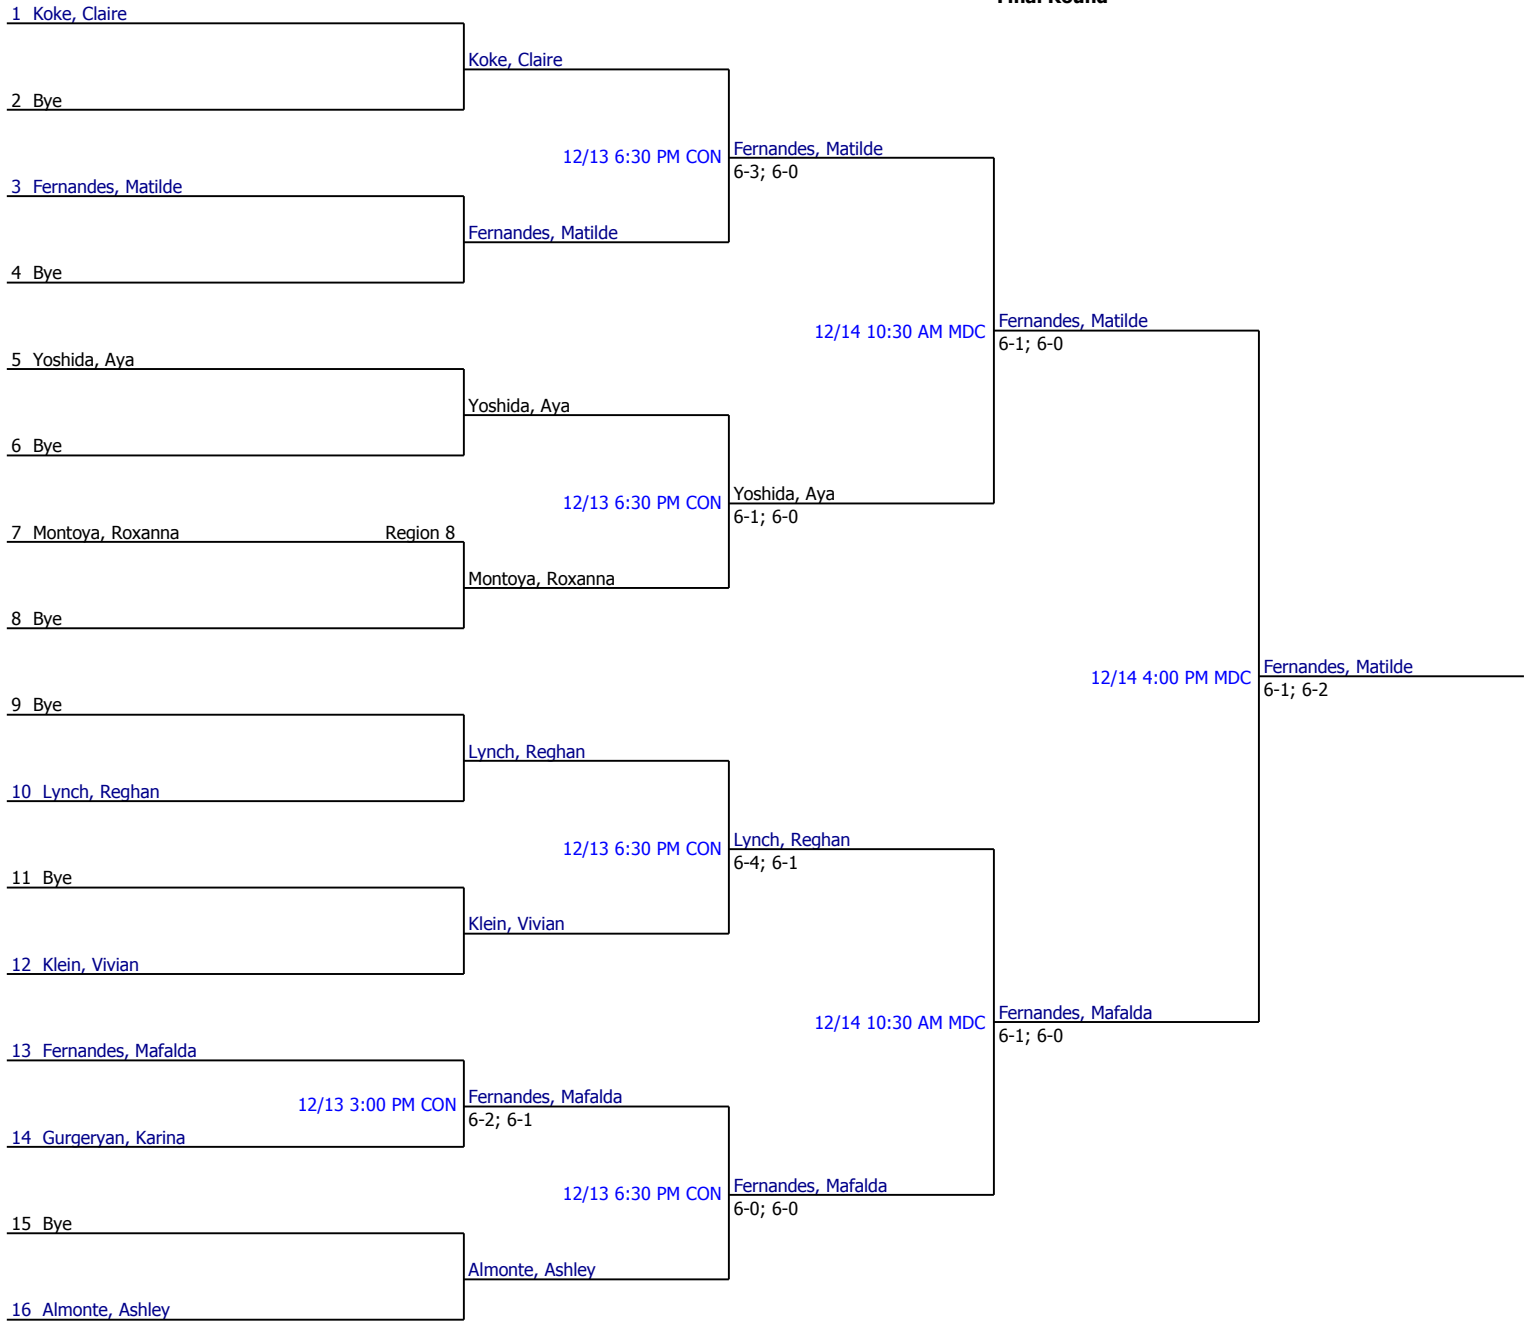 Final Round
1 Koke, Claire
Koke, Claire
2 Bye
12/13 6:30 PM CON
Fernandes, Matilde
6-3; 6-0
3 Fernandes, Matilde
Fernandes, Matilde
4 Bye
12/14 10:30 AM MDC
Fernandes, Matilde
6-1; 6-0
5 Yoshida, Aya
Yoshida, Aya
6 Bye
12/13 6:30 PM CON
Yoshida, Aya
6-1; 6-0
7 Montoya, Roxanna Region 8
Montoya, Roxanna
8 Bye
12/14 4:00 PM MDC
Fernandes, Matilde
6-1; 6-2
9 Bye
Lynch, Reghan
10 Lynch, Reghan
12/13 6:30 PM CON
Lynch, Reghan
6-4; 6-1
11 Bye
Klein, Vivian
12 Klein, Vivian
12/14 10:30 AM MDC
Fernandes, Mafalda
6-1; 6-0
13 Fernandes, Mafalda
12/13 3:00 PM CON
Fernandes, Mafalda
6-2; 6-1
14 Gurgeryan, Karina
12/13 6:30 PM CON
Fernandes, Mafalda
6-0; 6-0
15 Bye
Almonte, Ashley
16 Almonte, Ashley